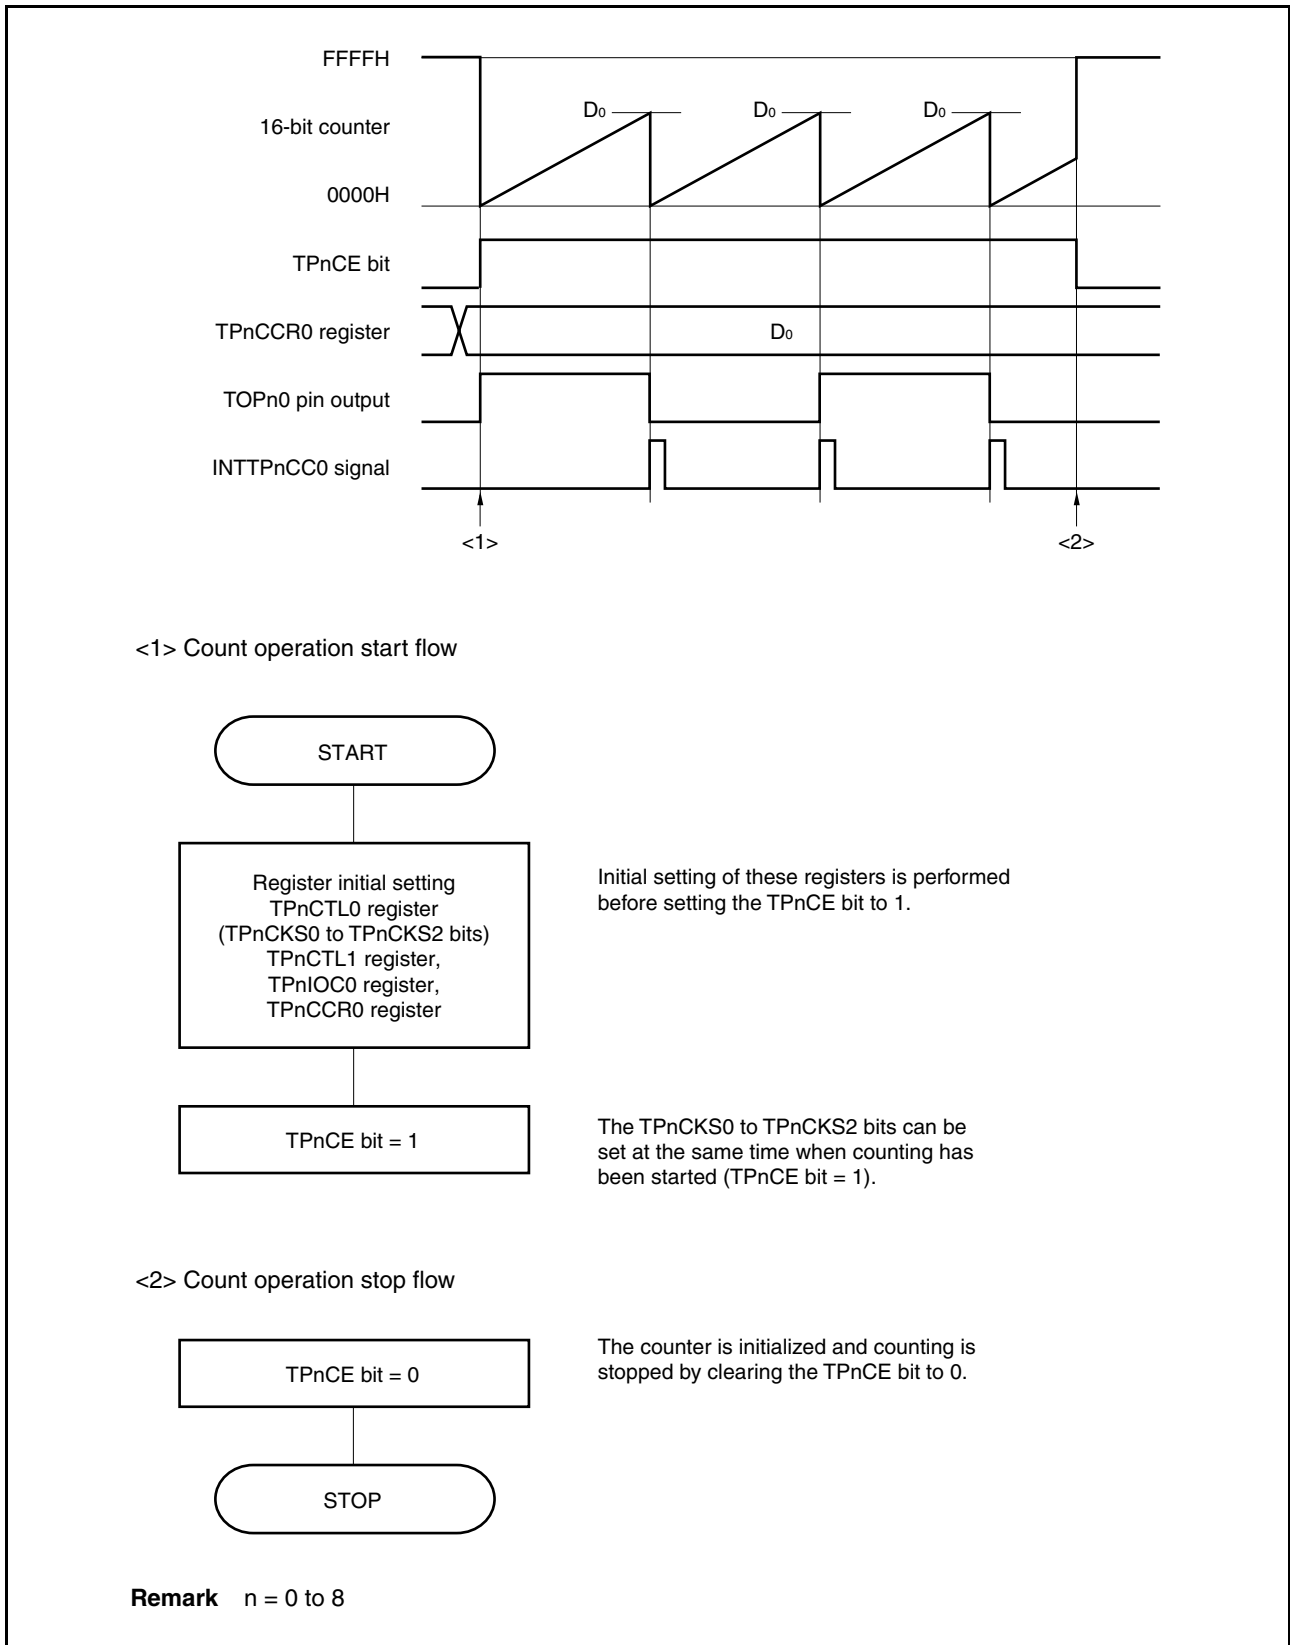 FFFFH
D0 D0 D0
16-bit counter
0000H
TPnCE bit
TPnCCR0 register D0
TOPn0 pin output
INTTPnCC0 signal
<1> <2>
<1> Count operation start flow
START
Register initial setting
TPnCTL0 register
(TPnCKS0 to TPnCKS2 bits)
TPnCTL1 register,
TPnIOC0 register,
TPnCCR0 register
Initial setting of these registers is performed
before setting the TPnCE bit to 1.
TPnCE bit = 1
The TPnCKS0 to TPnCKS2 bits can be
set at the same time when counting has
been started (TPnCE bit = 1).
<2> Count operation stop flow
TPnCE bit = 0
The counter is initialized and counting is
stopped by clearing the TPnCE bit to 0.
STOP
Remark n = 0 to 8